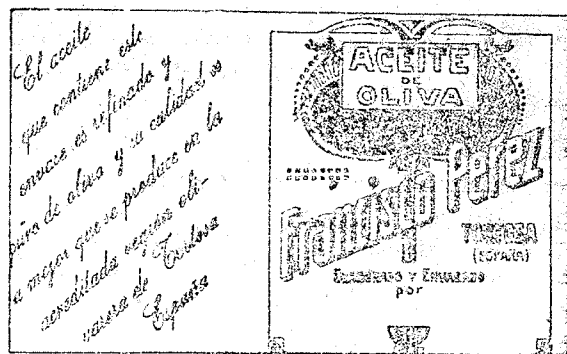 El aceite
que contiene este
envase es refinado y
puro de oliva y su calidad es
la mejor que se produce en la
acreditada region oli-
varera de Tortosa
España
ACEITE
DE
OLIVA
Francisco Perez
TORTOSA
(ESPAÑA)
ELABORADO Y ENVASADO
por